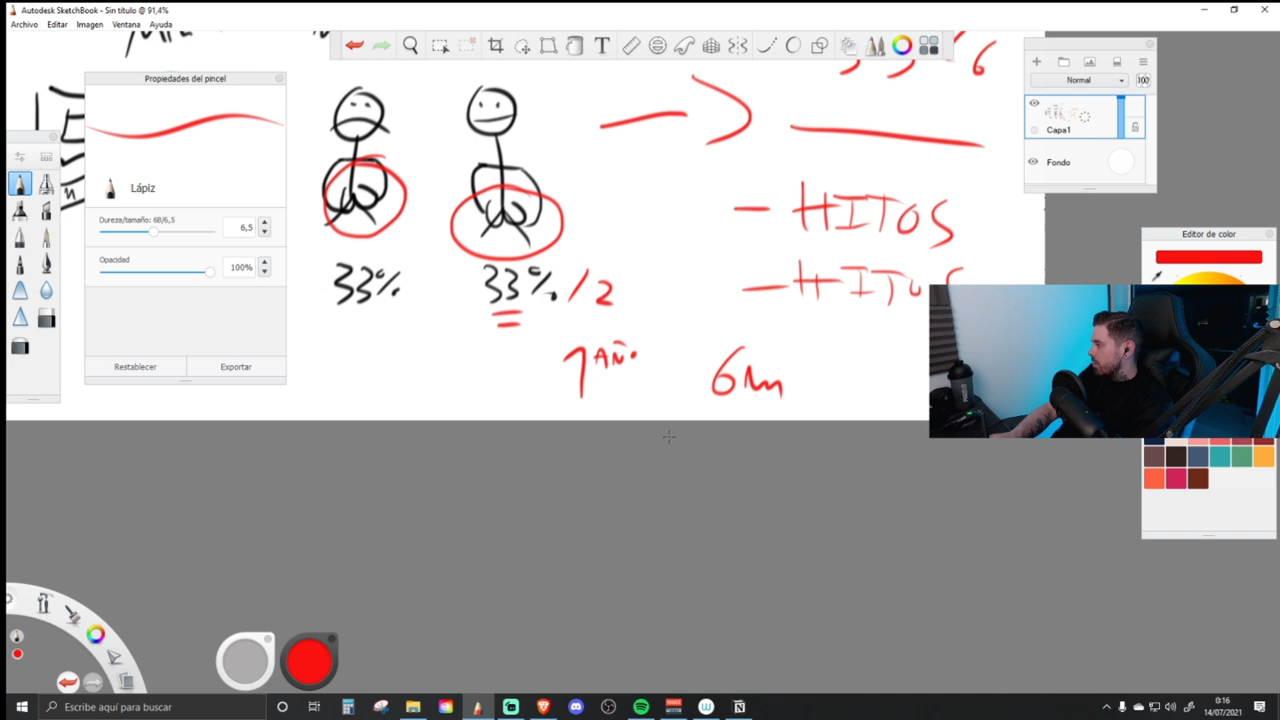 Autodesk SketchBook - Sin título @ 91,4%
Archivo Editar Imagen Ventana Ayuda
Propiedades del pincel
Lápiz
Dureza/tamaño: 6B/6,5
6,5
Opacidad
100%
Restablecer Exportar
Normal 100
Capa1
Fondo
Editor de color
6
- HITOS
- HITOS
33% 33% /2
1 AÑO 6m
Escribe aquí para buscar
0:16
14/07/2021